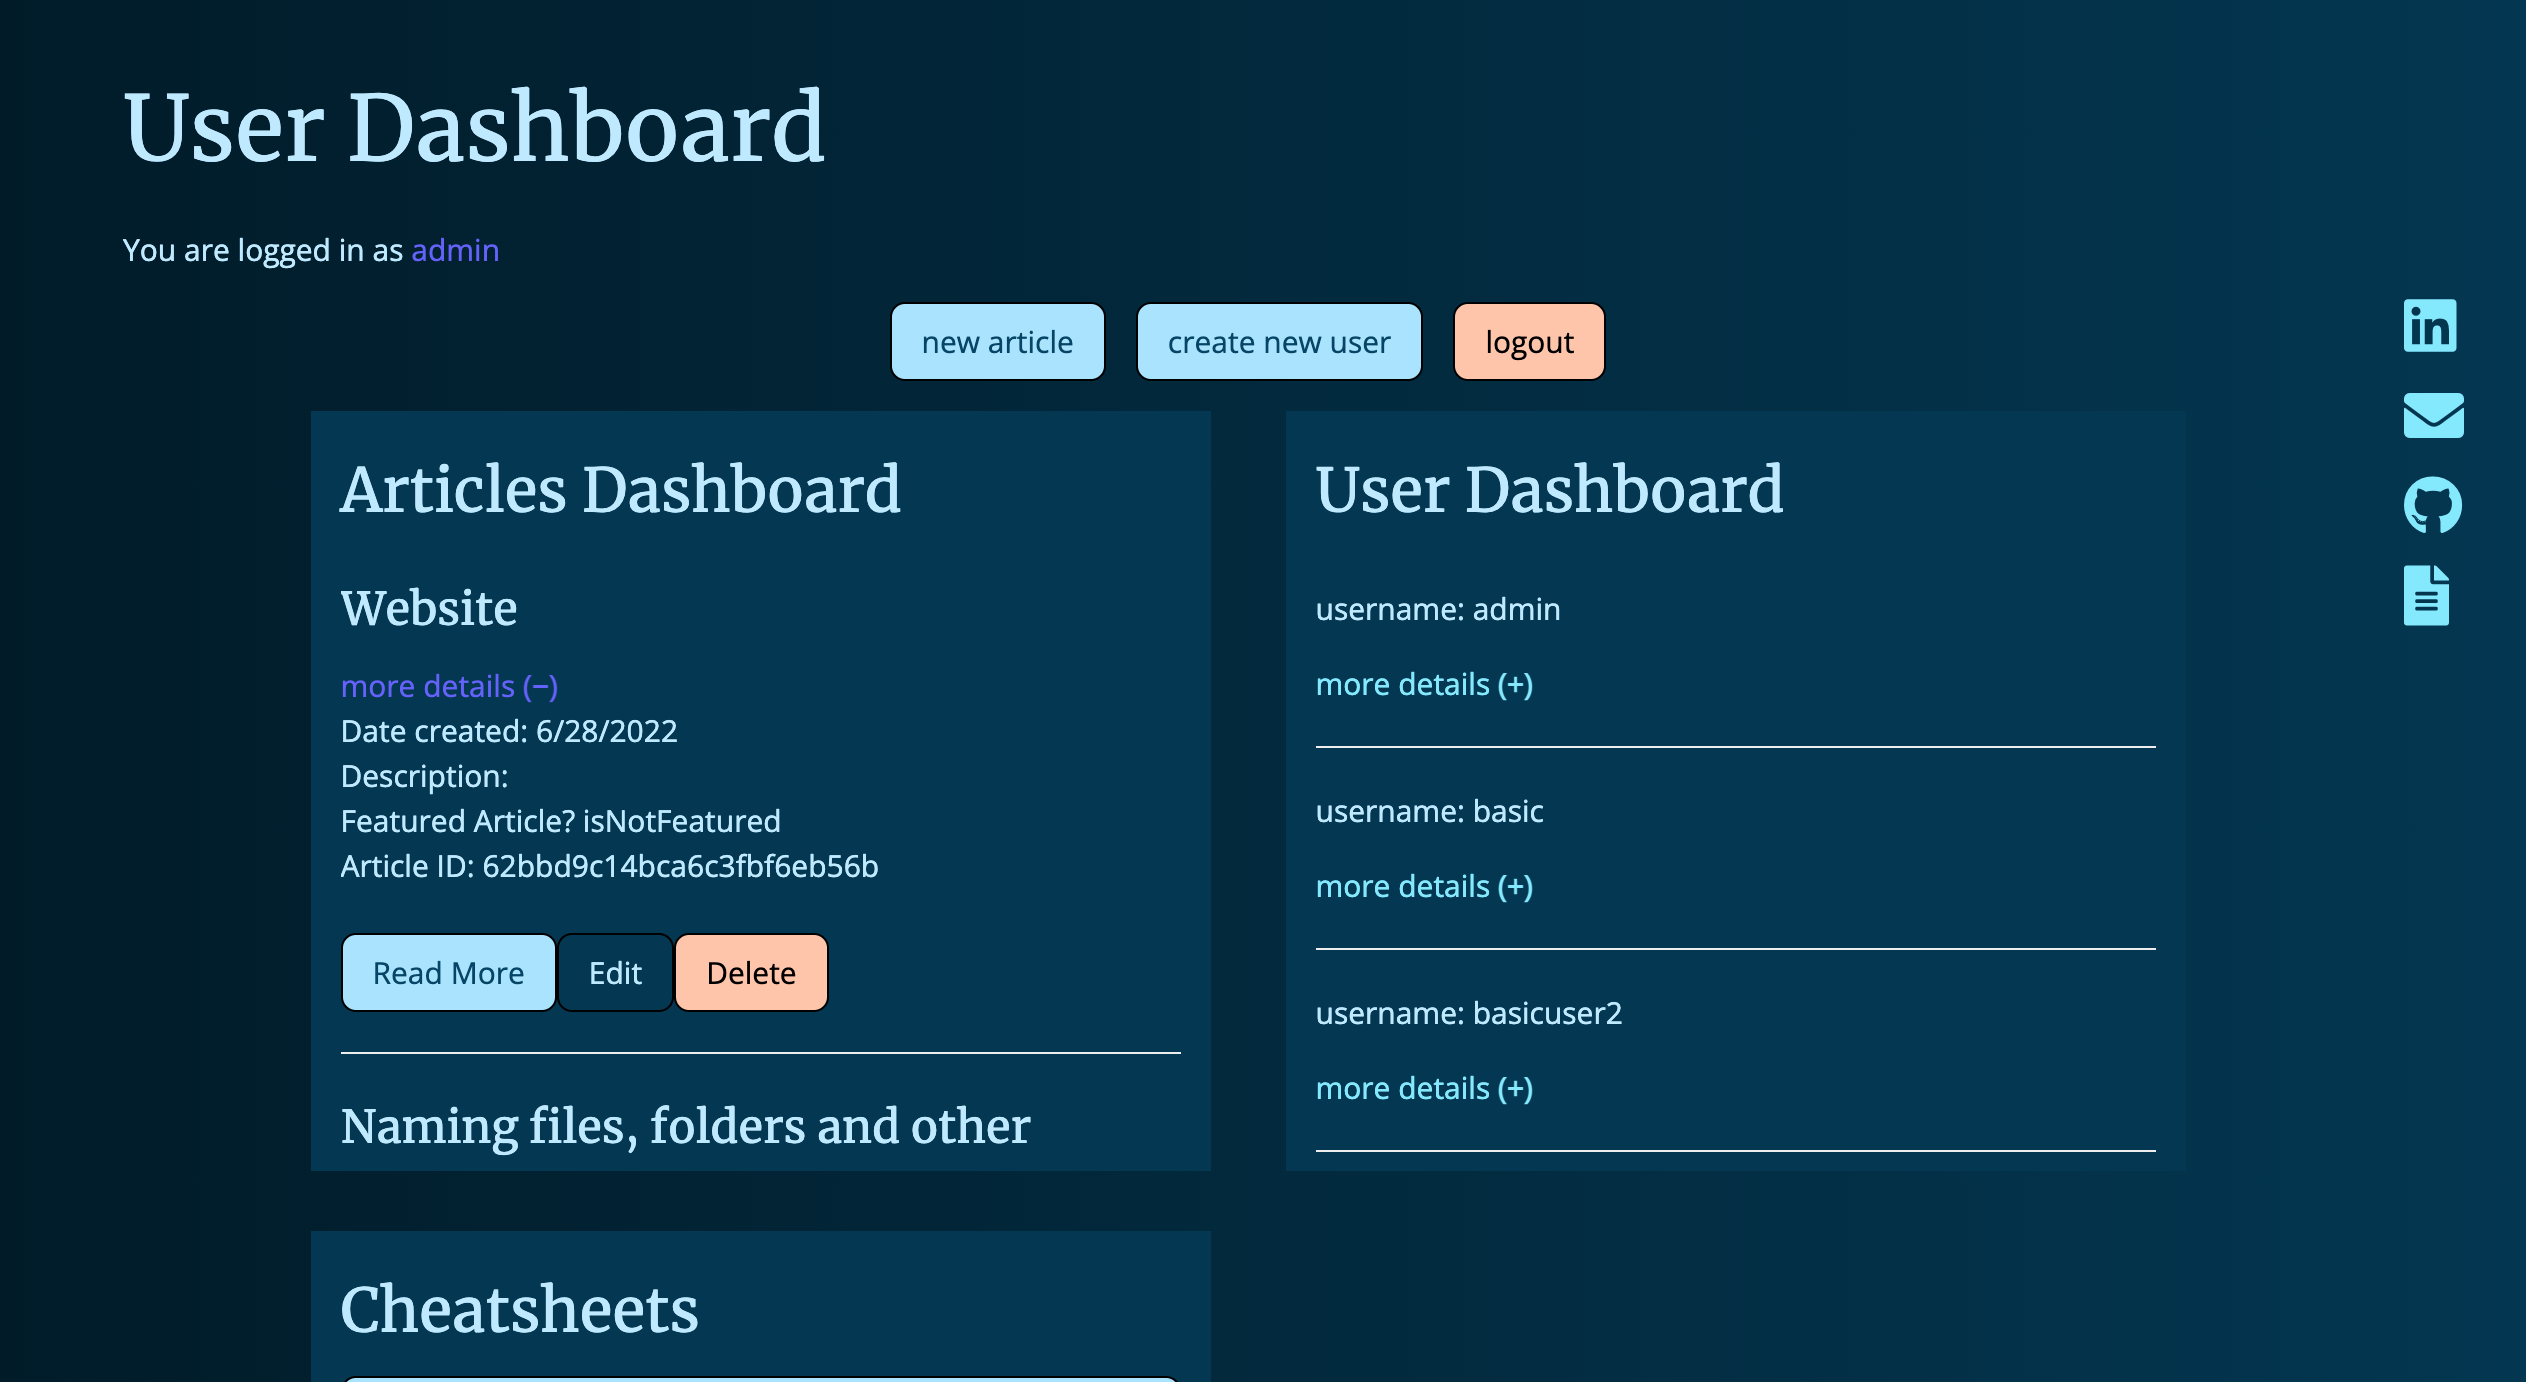 User Dashboard
You are logged in as admin
new article
create new user
logout
Articles Dashboard
Website
more details (−)
Date created: 6/28/2022
Description:
Featured Article? isNotFeatured
Article ID: 62bbd9c14bca6c3fbf6eb56b
Read More
Edit
Delete
Naming files, folders and other
User Dashboard
username: admin
more details (+)
username: basic
more details (+)
username: basicuser2
more details (+)
Cheatsheets
in